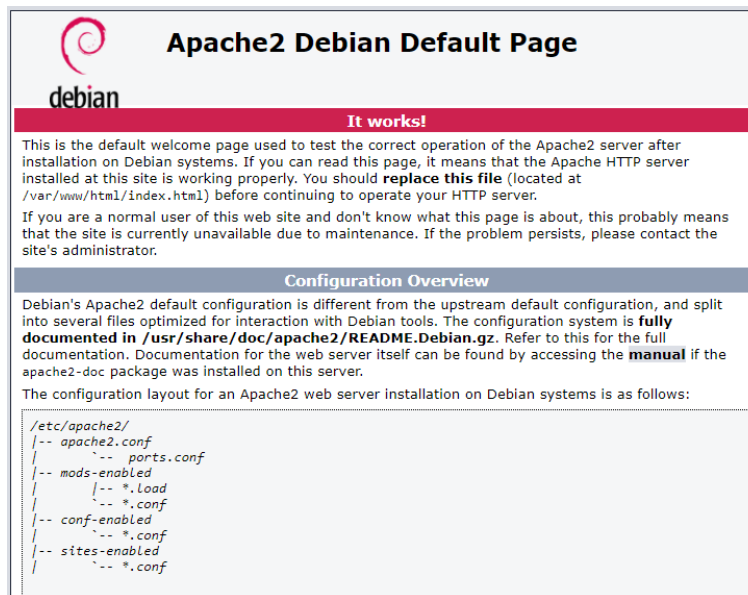 debian
Apache2 Debian Default Page
It works!
This is the default welcome page used to test the correct operation of the Apache2 server after
installation on Debian systems. If you can read this page, it means that the Apache HTTP server
installed at this site is working properly. You should replace this file (located at
/var/www/html/index.html) before continuing to operate your HTTP server.
If you are a normal user of this web site and don't know what this page is about, this probably means
that the site is currently unavailable due to maintenance. If the problem persists, please contact the
site's administrator.
Configuration Overview
Debian's Apache2 default configuration is different from the upstream default configuration, and split
into several files optimized for interaction with Debian tools. The configuration system is fully
documented in /usr/share/doc/apache2/README.Debian.gz. Refer to this for the full
documentation. Documentation for the web server itself can be found by accessing the manual if the
apache2-doc package was installed on this server.
The configuration layout for an Apache2 web server installation on Debian systems is as follows:
/etc/apache2/
|-- apache2.conf
|       `--  ports.conf
|-- mods-enabled
|       |-- *.load
|       `-- *.conf
|-- conf-enabled
|       `-- *.conf
|-- sites-enabled
|       `-- *.conf